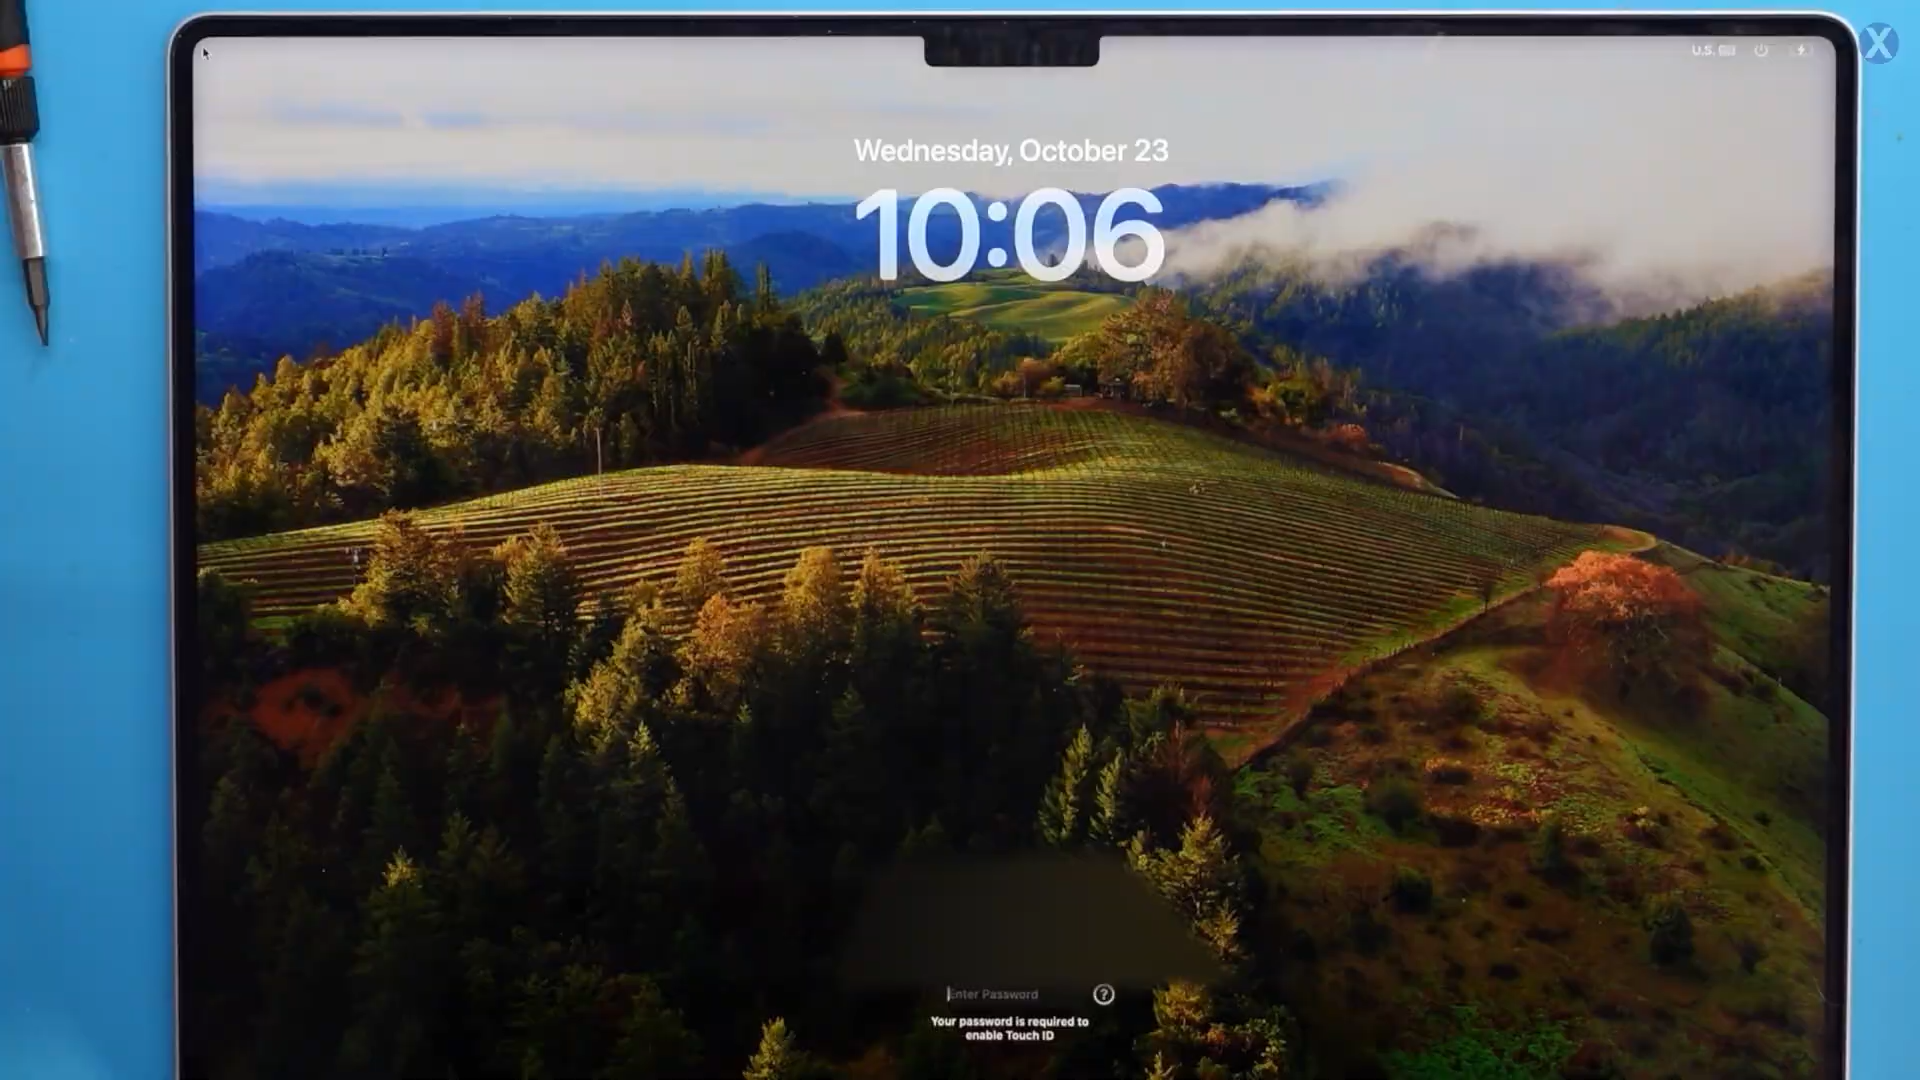 X
U.S.
Wednesday, October 23
10:06
Enter Password
?
Your password is required to
enable Touch ID